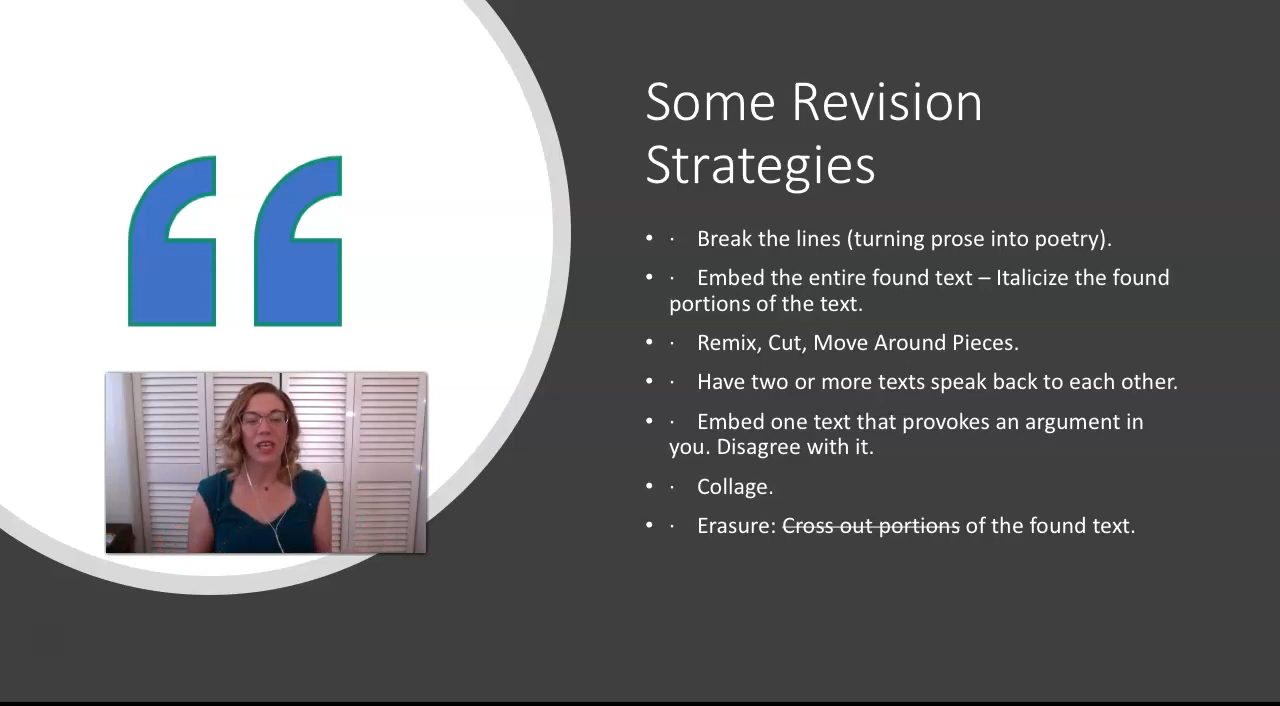 Some Revision
Strategies
• · Break the lines (turning prose into poetry).
• · Embed the entire found text – Italicize the found
portions of the text.
• · Remix, Cut, Move Around Pieces.
• · Have two or more texts speak back to each other.
• · Embed one text that provokes an argument in
you. Disagree with it.
• · Collage.
• · Erasure: Cross out portions of the found text.